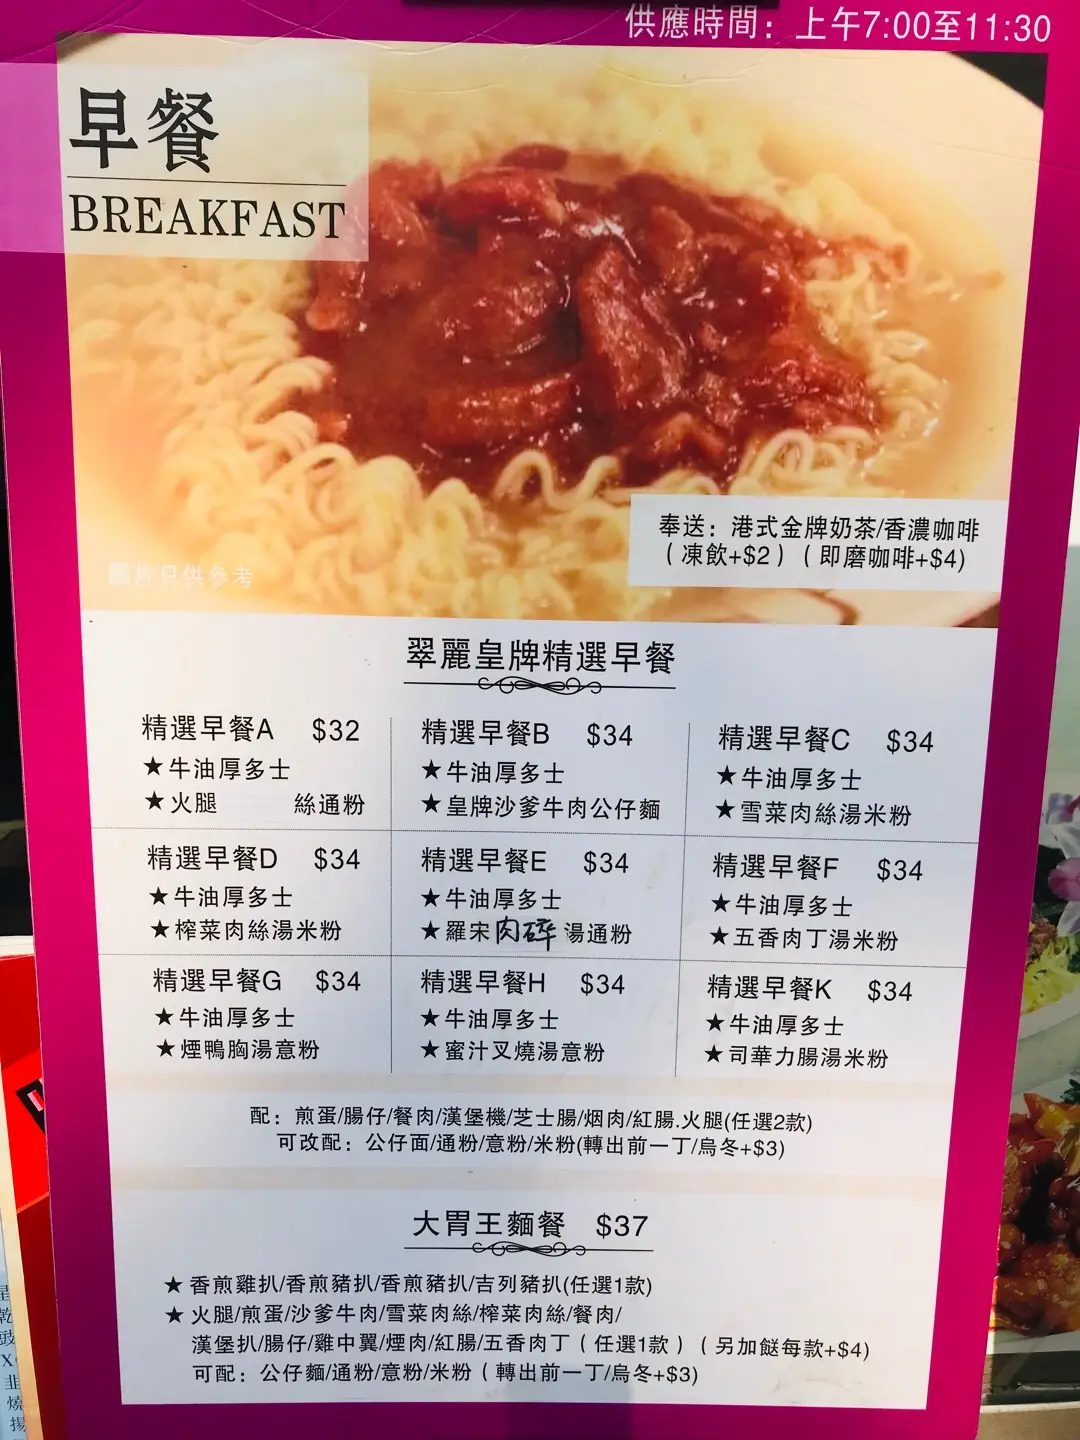 供應時間：上午7:00至11:30
早餐
BREAKFAST
奉送：港式金牌奶茶/香濃咖啡
（凍飲+$2）（即磨咖啡+$4)
圖片只供參考
翠麗皇牌精選早餐
精選早餐A $32
★牛油厚多士
★火腿 絲通粉
精選早餐B $34
★牛油厚多士
★皇牌沙爹牛肉公仔麵
精選早餐C $34
★牛油厚多士
★雪菜肉絲湯米粉
精選早餐D $34
★牛油厚多士
★榨菜肉絲湯米粉
精選早餐E $34
★牛油厚多士
★羅宋肉碎湯通粉
精選早餐F $34
★牛油厚多士
★五香肉丁湯米粉
精選早餐G $34
★牛油厚多士
★煙鴨胸湯意粉
精選早餐H $34
★牛油厚多士
★蜜汁叉燒湯意粉
精選早餐K $34
★牛油厚多士
★司華力腸湯米粉
配：煎蛋/腸仔/餐肉/漢堡機/芝士腸/烟肉/紅腸.火腿(任選2款)
可改配：公仔面/通粉/意粉/米粉(轉出前一丁/烏冬+$3)
大胃王麵餐 $37
★香煎雞扒/香煎豬扒/香煎豬扒/吉列豬扒(任選1款)
★火腿/煎蛋/沙爹牛肉/雪菜肉絲/榨菜肉絲/餐肉/
漢堡扒/腸仔/雞中翼/煙肉/紅腸/五香肉丁（任選1款）（另加餸每款+$4)
可配：公仔麵/通粉/意粉/米粉（轉出前一丁/烏冬+$3)
乾
豉
X
韭
燒
揚